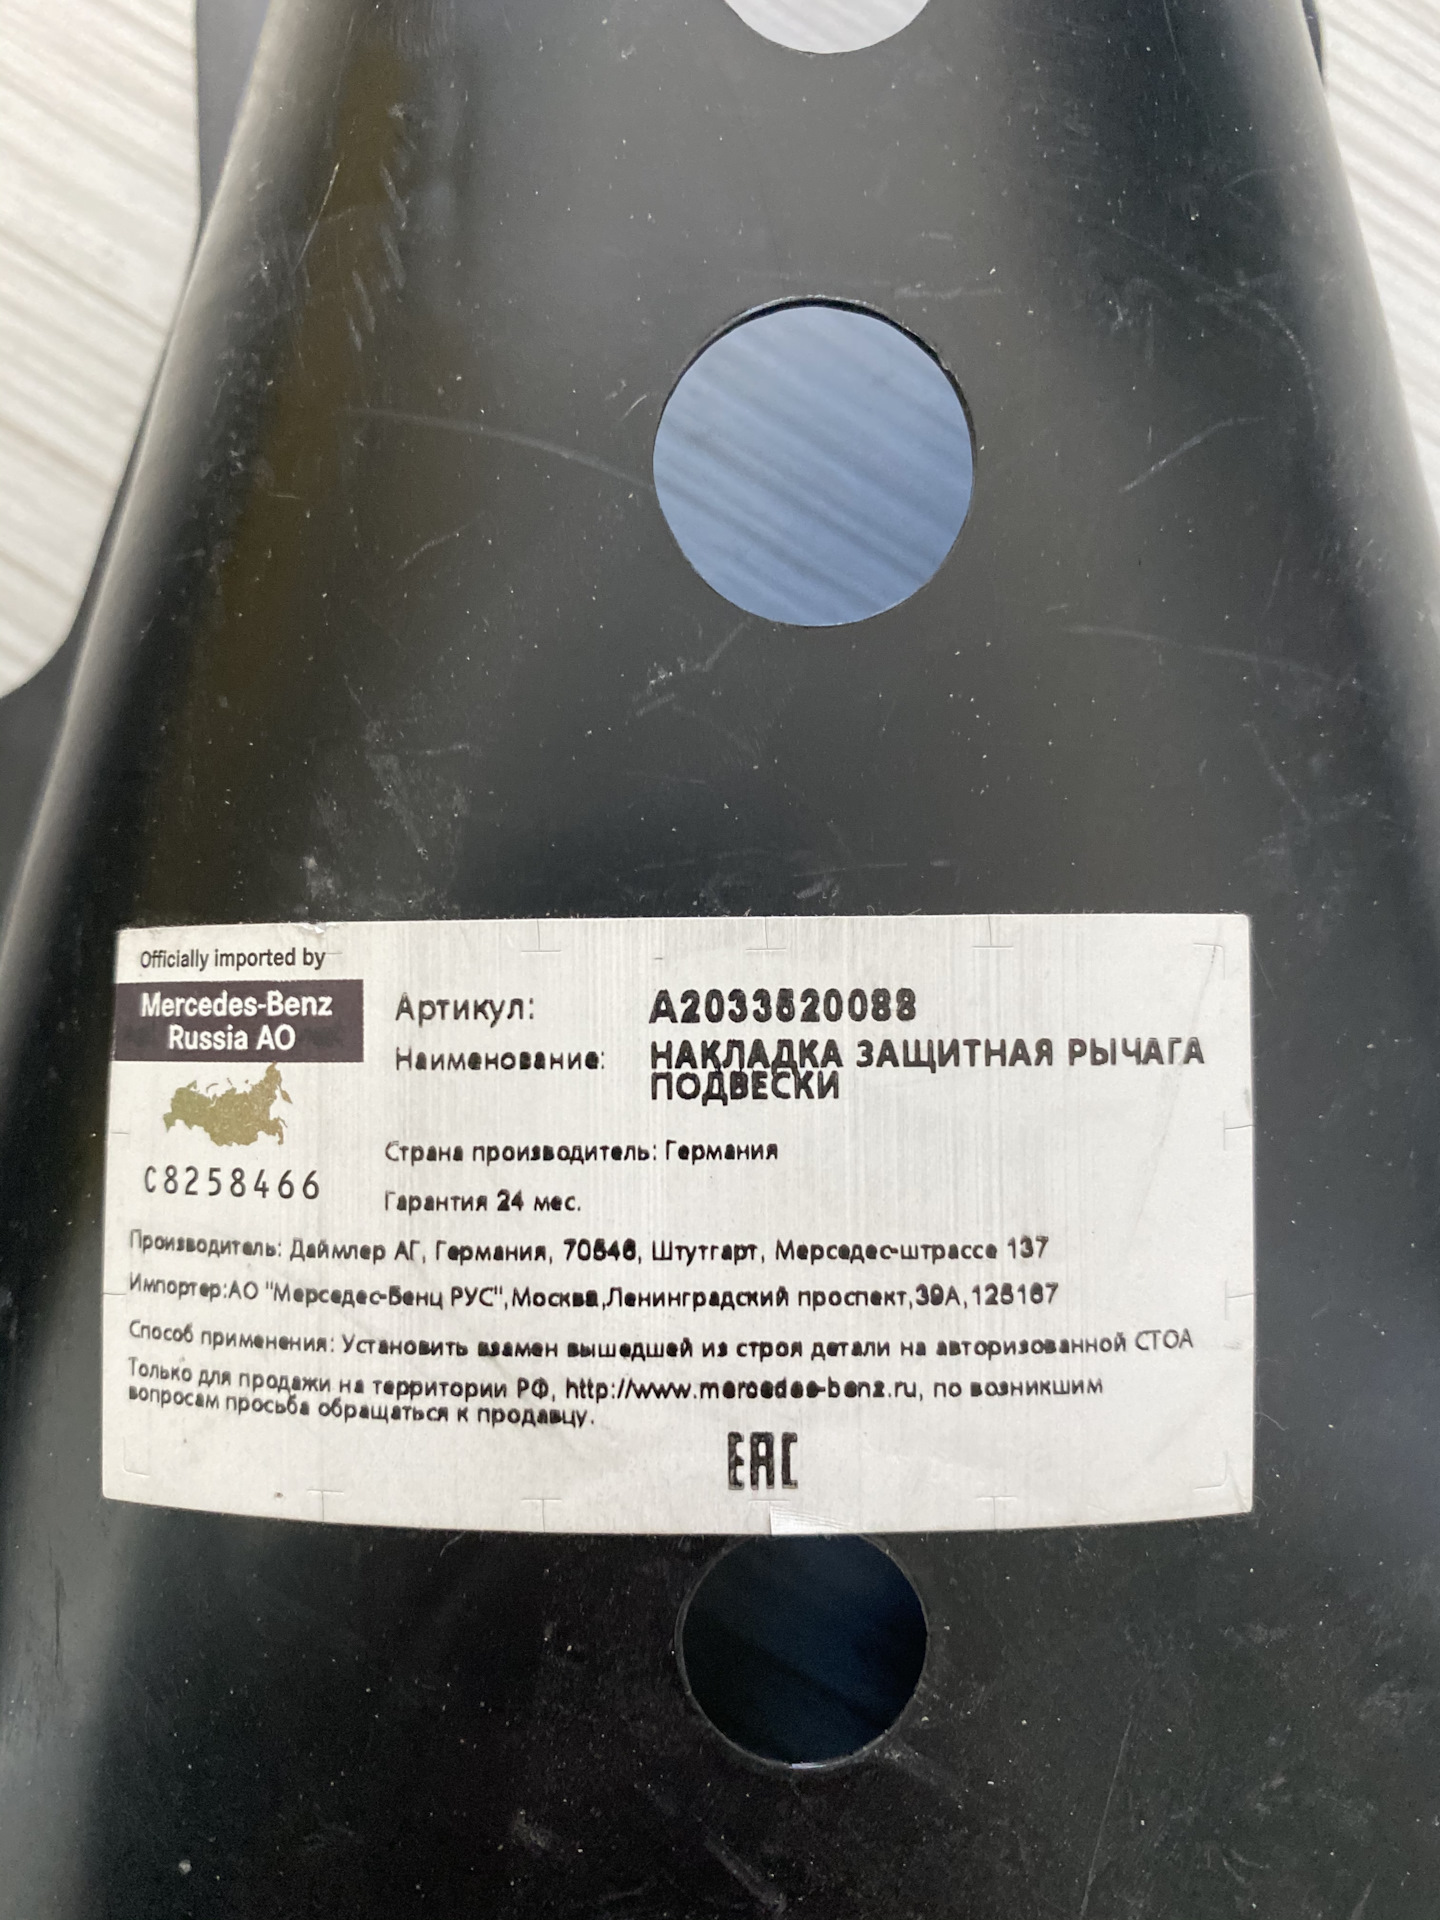 Officially imported by
Mercedes-Benz
Russia AO
C8258466
Артикул: A2033520088
Наименование: НАКЛАДКА ЗАЩИТНАЯ РЫЧАГА
ПОДВЕСКИ
Страна производитель: Германия
Гарантия 24 мес.
Производитель: Даймлер АГ, Германия, 70546, Штутгарт, Мерседес-штрассе 137
Импортер:АО "Мерседес-Бенц РУС",Москва,Ленинградский проспект,39А,125167
Способ применения: Установить взамен вышедшей из строя детали на авторизованной СТОА
Только для продажи на территории РФ, http://www.mercedes-benz.ru, по возникшим
вопросам просьба обращаться к продавцу.
EAC